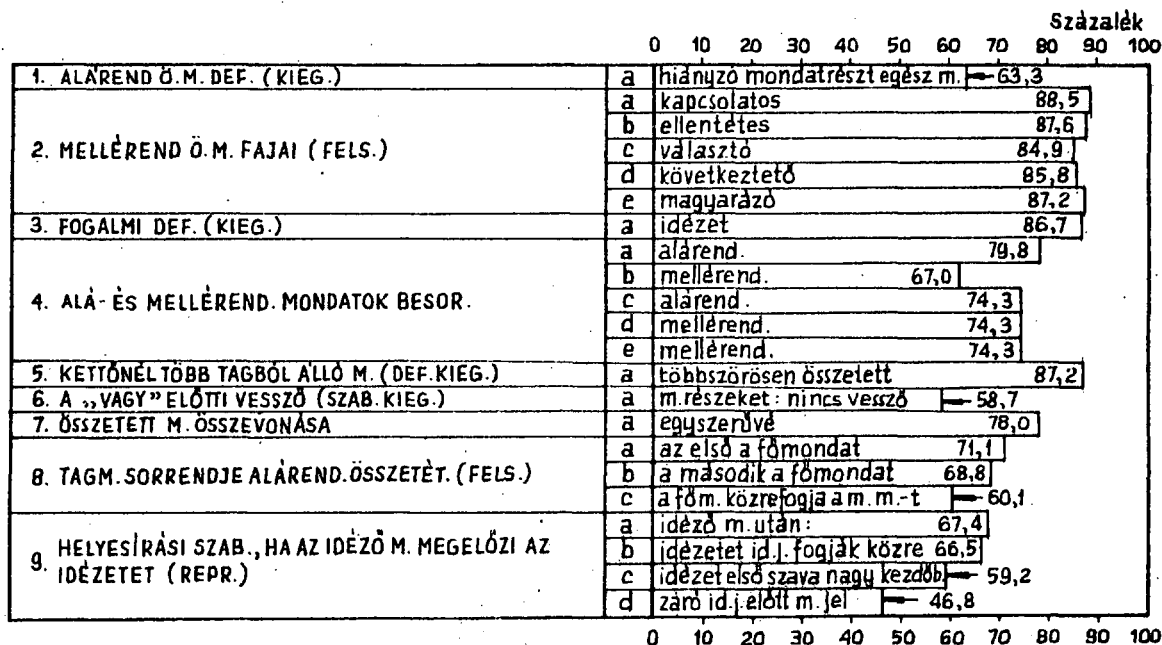 Százalék
0 10 20 30 40 50 60 70 80 90 100
1. ALÁREND Ö.M. DEF. (KIEG.) a hiányzó mondatrészt egész m. 63,3
2. MELLÉREND Ö.M. FAJAI (FELS.) a kapcsolatos 88,5
b ellentétes 87,6
c választó 84,9
d következtető 85,8
e magyarázó 87,2
3. FOGALMI DEF. (KIEG.) a idézet 86,7
4. ALÁ- ÉS MELLÉREND. MONDATOK BESOR. a alárend. 79,8
b mellérend. 67,0
c alárend. 74,3
d mellérend. 74,3
e mellérend. 74,3
5. KETTŐNÉL TÖBB TAGBÓL ÁLLÓ M. (DEF.KIEG.) a többszörösen összetett 87,2
6. A „VAGY” ELŐTTI VESSZŐ (SZAB.KIEG.) a m.részeket: nincs vessző 58,7
7. ÖSSZETETT M. ÖSSZEVONÁSA a egyszerűvé 78,0
8. TAGM. SORRENDJE ALÁREND.ÖSSZETÉT. (FELS.) a az első a főmondat 71,1
b a második a főmondat 68,8
c a főm. közrefogja a m.m.-t 60,1
9. HELYESÍRÁSI SZAB., HA AZ IDÉZŐ M. MEGELŐZI AZ IDÉZETET (REPR.) a idéző m. után: 67,4
b idézetet id.j. fogják közre 66,5
c idézet első szava nagy kezdőb. 59,2
d záró id.j. előtt m. jel 46,8
0 10 20 30 40 50 60 70 80 90 100